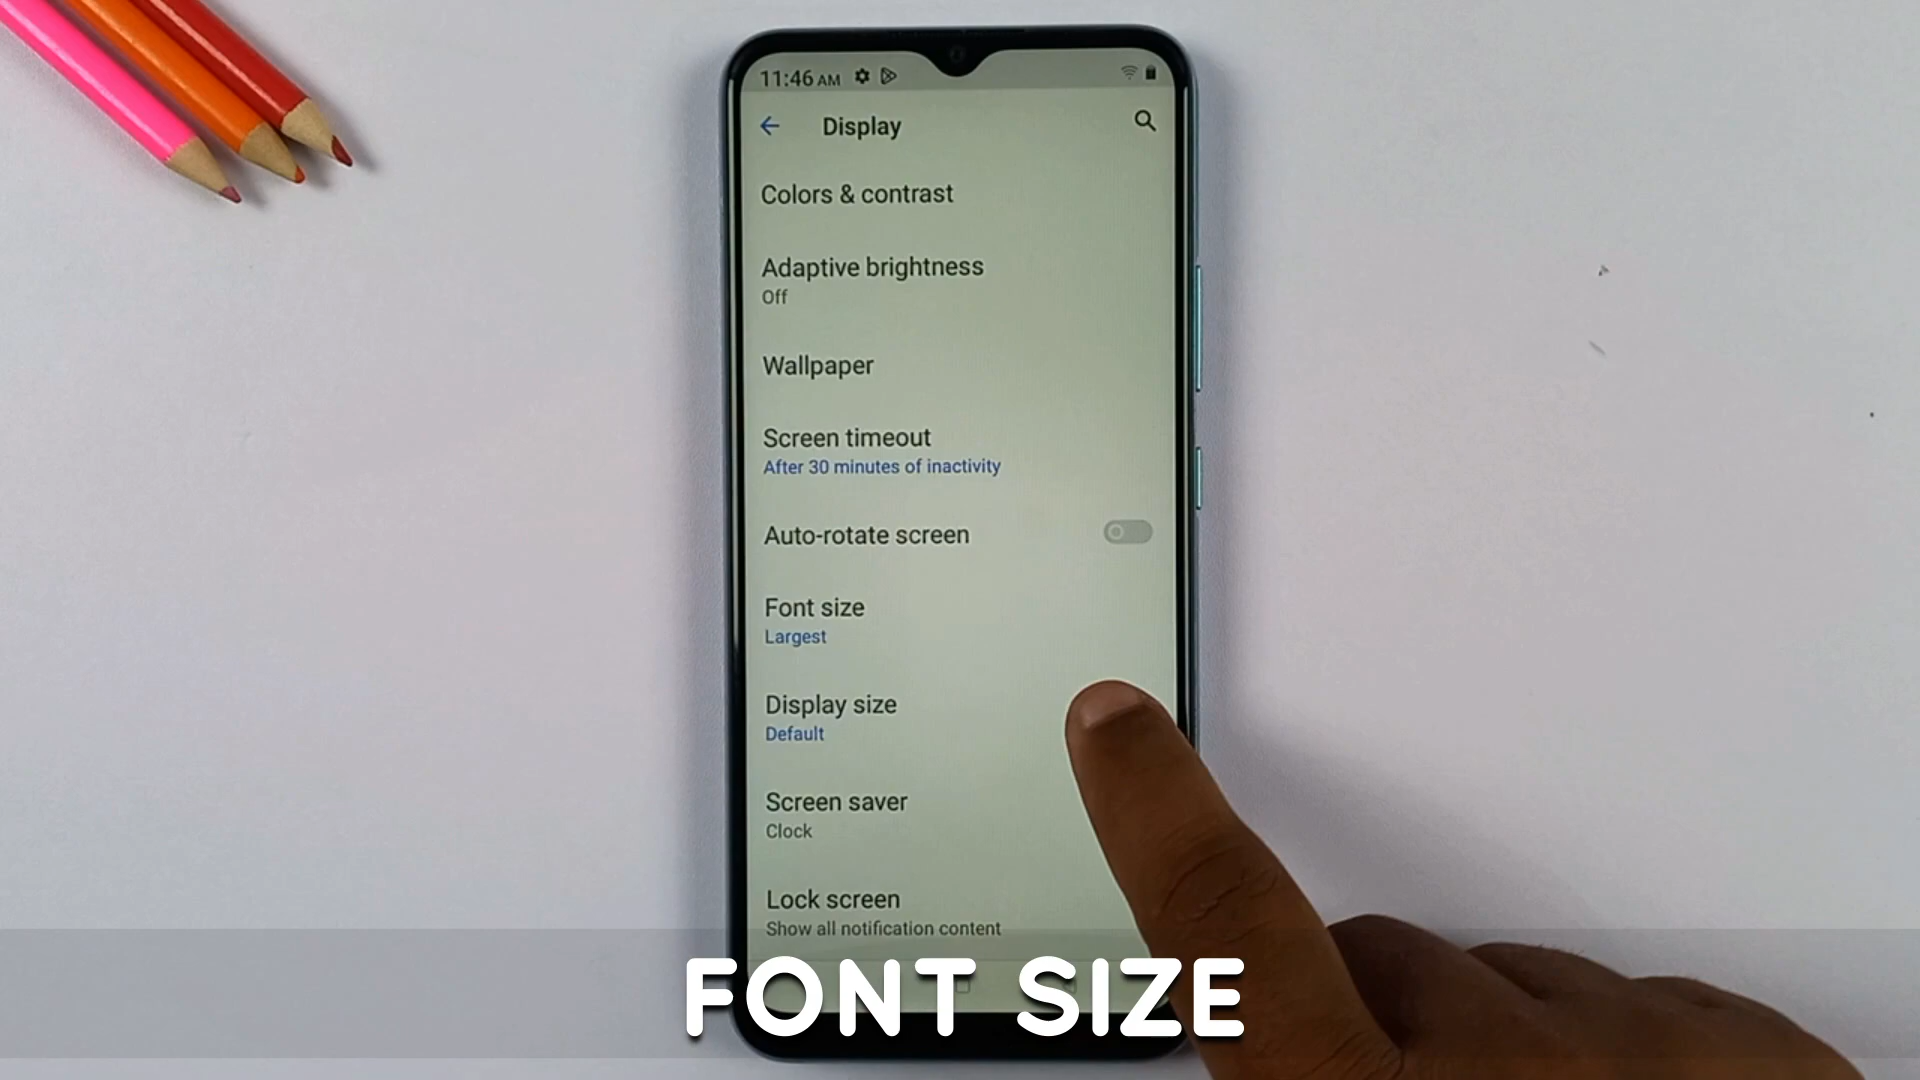 11:46 AM
Display
Colors & contrast
Adaptive brightness
Off
Wallpaper
Screen timeout
After 30 minutes of inactivity
Auto-rotate screen
Font size
Largest
Display size
Default
Screen saver
Clock
Lock screen
Show all notification content
FONT SIZE